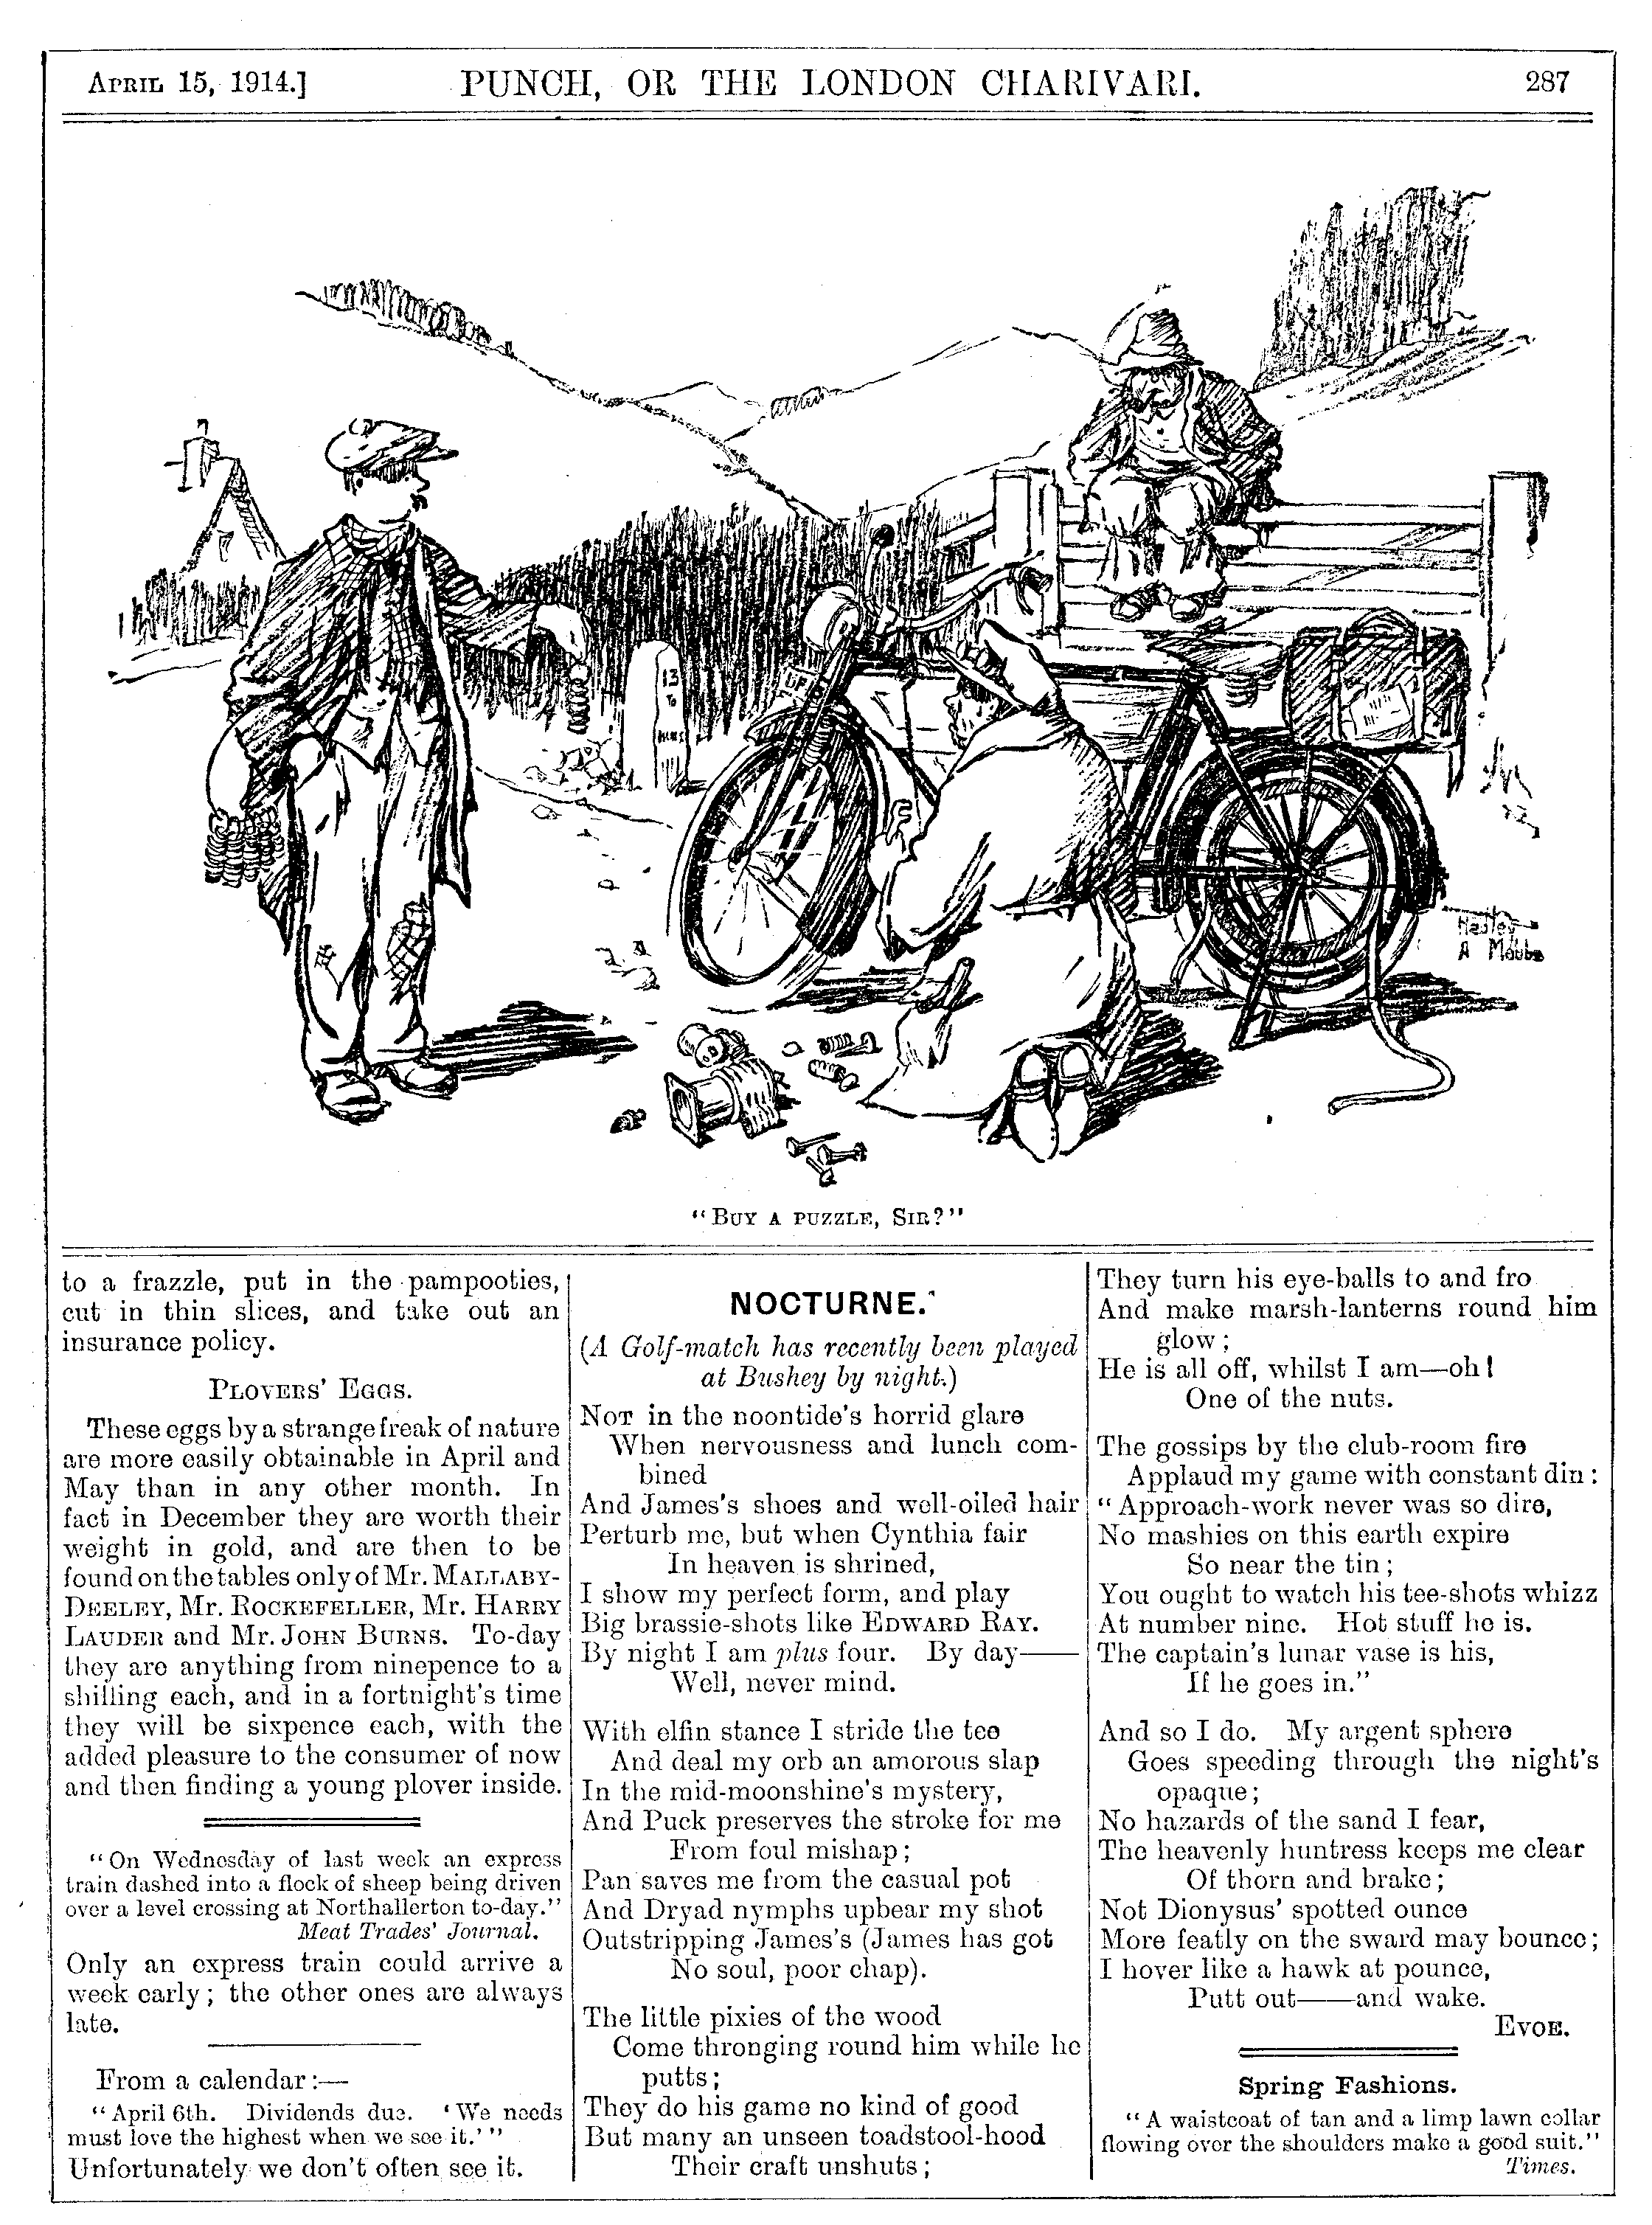 APRIL 15, 1914.]
PUNCH, OR THE LONDON CHARIVARI.
287
13
TO
UF
Hastley
A Mobbs
"BUY A PUZZLE, SIR?"
to a frazzle, put in the pampooties,
cut in thin slices, and take out an
insurance policy.
PLOVERS' EGGS.
These eggs by a strange freak of nature
are more easily obtainable in April and
May than in any other month. In
fact in December they are worth their
weight in gold, and are then to be
found on the tables only of Mr. MALLABY-
DEELEY, Mr. ROCKEFELLER, Mr. HARRY
LAUDER and Mr. JOHN BURNS. To-day
they are anything from ninepence to a
shilling each, and in a fortnight's time
they will be sixpence each, with the
added pleasure to the consumer of now
and then finding a young plover inside.
"On Wednesday of last week an express
train dashed into a flock of sheep being driven
over a level crossing at Northallerton to-day."
Meat Trades' Journal.
Only an express train could arrive a
week early; the other ones are always
late.
From a calendar:—
"April 6th. Dividends due. 'We needs
must love the highest when we see it.'"
Unfortunately we don't often see it.
NOCTURNE.
(A Golf-match has recently been played
at Bushey by night.)
NOT in the noontide's horrid glare
When nervousness and lunch com-
bined
And James's shoes and well-oiled hair
Perturb me, but when Cynthia fair
In heaven is shrined,
I show my perfect form, and play
Big brassie-shots like EDWARD RAY.
By night I am plus four. By day——
Well, never mind.
With elfin stance I stride the tee
And deal my orb an amorous slap
In the mid-moonshine's mystery,
And Puck preserves the stroke for me
From foul mishap;
Pan saves me from the casual pot
And Dryad nymphs upbear my shot
Outstripping James's (James has got
No soul, poor chap).
The little pixies of the wood
Come thronging round him while he
putts;
They do his game no kind of good
But many an unseen toadstool-hood
Their craft unshuts;
They turn his eye-balls to and fro
And make marsh-lanterns round him
glow;
He is all off, whilst I am—oh!
One of the nuts.
The gossips by the club-room fire
Applaud my game with constant din:
"Approach-work never was so dire,
No mashies on this earth expire
So near the tin;
You ought to watch his tee-shots whizz
At number nine. Hot stuff he is.
The captain's lunar vase is his,
If he goes in."
And so I do. My argent sphere
Goes speeding through the night's
opaque;
No hazards of the sand I fear,
The heavenly huntress keeps me clear
Of thorn and brake;
Not Dionysus' spotted ounce
More featly on the sward may bounce;
I hover like a hawk at pounce,
Putt out——and wake.
EVOE.
Spring Fashions.
"A waistcoat of tan and a limp lawn collar
flowing over the shoulders make a good suit."
Times.